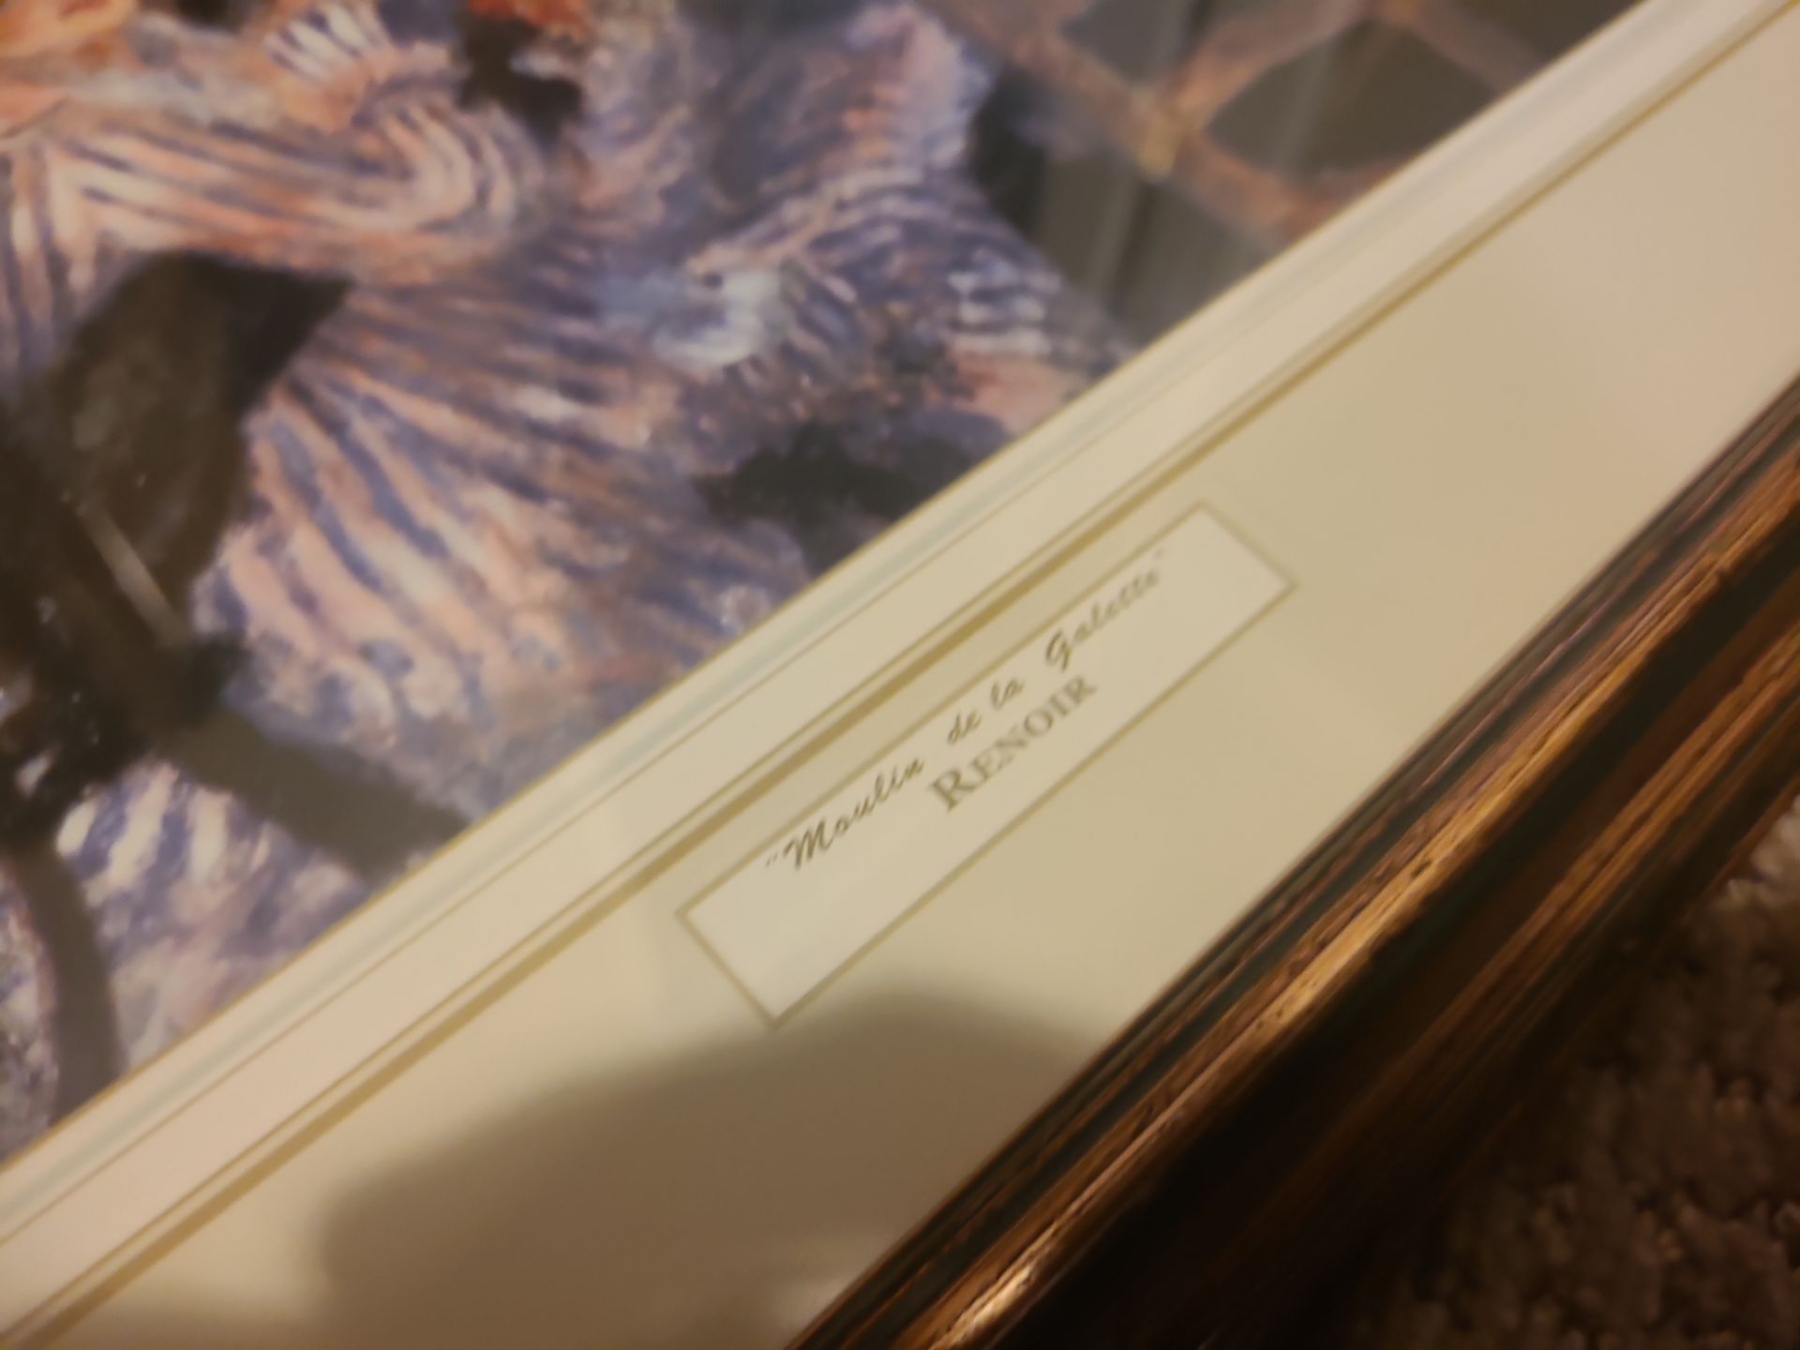 "Moulin de la Galette"
RENOIR